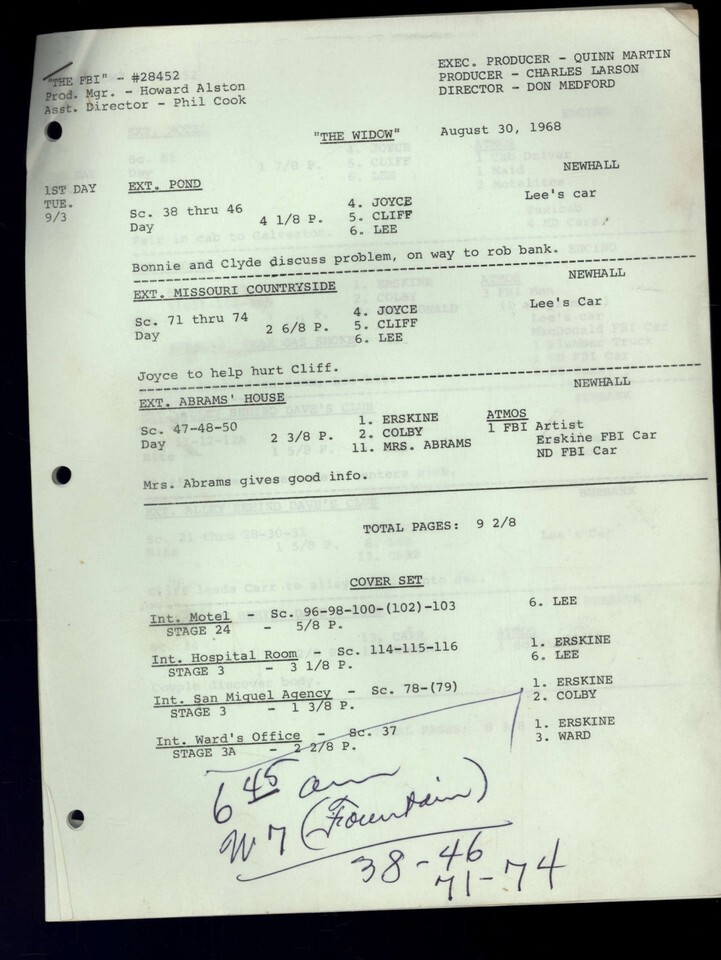 "THE FBI" - #28452
Prod. Mgr. - Howard Alston
Asst. Director - Phil Cook
EXEC. PRODUCER - QUINN MARTIN
PRODUCER - CHARLES LARSON
DIRECTOR - DON MEDFORD
"THE WIDOW" August 30, 1968
1ST DAY
TUE.
9/3
EXT. POND NEWHALL
Sc. 38 thru 46 4 1/8 P. 4. JOYCE Lee's car
Day 5. CLIFF
6. LEE
Bonnie and Clyde discuss problem, on way to rob bank.
EXT. MISSOURI COUNTRYSIDE NEWHALL
Sc. 71 thru 74 2 6/8 P. 4. JOYCE Lee's Car
Day 5. CLIFF
6. LEE
Joyce to help hurt Cliff.
EXT. ABRAMS' HOUSE NEWHALL
Sc. 47-48-50 2 3/8 P. 1. ERSKINE ATMOS
Day 2. COLBY 1 FBI Artist
11. MRS. ABRAMS Erskine FBI Car
ND FBI Car
Mrs. Abrams gives good info.
TOTAL PAGES: 9 2/8
COVER SET
Int. Motel - Sc. 96-98-100-(102)-103 6. LEE
STAGE 24 - 5/8 P.
Int. Hospital Room - Sc. 114-115-116 1. ERSKINE
STAGE 3 - 3 1/8 P. 6. LEE
Int. San Miquel Agency - Sc. 78-(79) 1. ERSKINE
STAGE 3 - 1 3/8 P. 2. COLBY
Int. Ward's Office - Sc. 37 1. ERSKINE
STAGE 3A - 2 2/8 P. 3. WARD
6 45 am
W 7 (Fountain)
38-46
71-74